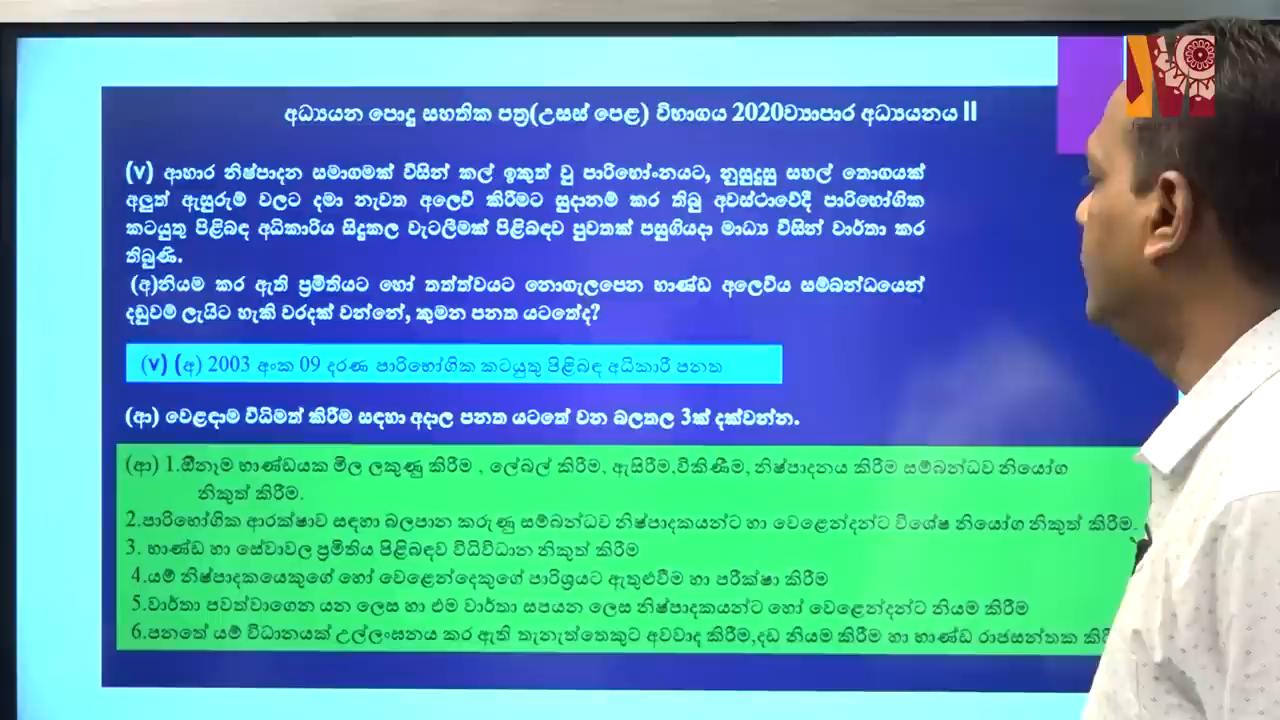 අධ්‍යයන පොදු සහතික පත්‍ර(උසස් පෙළ) විභාගය 2020ව්‍යාපාර අධ්‍යයනය II
(v) ආහාර නිෂ්පාදන සමාගමක් විසින් කල් ඉකුත් වු පාරිභෝංනයට, නුසුදුසු සහල් තොගයක්
අලුත් ඇසුරුම් වලට දමා නැවත අලෙවි කිරීමට සුදානම් කර තිබු අවස්ථාවේදී පාරිභෝගික
කටයුතු පිළිබඳ අධිකාරිය සිදුකල වැටලීමක් පිළිබඳව පුවතක් පසුගියදා මාධ්‍ය විසින් වාර්තා කර
තිබුණි.
(අ)නියම කර ඇති ප්‍රමිතියට හෝ තත්ත්වයට නොගැලපෙන භාණ්ඩ අලෙවිය සම්බන්ධයෙන්
දඬුවම් ලැයිට හැකි වරදක් වන්නේ, කුමන පනත යටතේද?
(v) (අ) 2003 අංක 09 දරණ පාරිභෝගික කටයුතු පිළිබඳ අධිකාරී පනත
(ආ) වෙළඳාම විධිමත් කිරීම සඳහා අදාල පනත යටතේ වන බලතල 3ක් දක්වන්න.
(ආ) 1.ඕනෑම භාණ්ඩයක මිල ලකුණු කිරීම , ලේබල් කිරීම, ඇසිරීම,විකිණීම, නිෂ්පාදනය කිරීම සම්බන්ධව නියෝග
නිකුත් කිරීම.
2.පාරිභෝගික ආරක්ෂාව සඳහා බලපාන කරුණු සම්බන්ධව නිෂ්පාදකයන්ට හා වෙළෙන්දන්ට විශේෂ නියෝග නිකුත් කිරීම.
3. භාණ්ඩ හා සේවාවල ප්‍රමිතිය පිළිබඳව විධිවිධාන නිකුත් කිරීම
4.යම් නිෂ්පාදකයෙකුගේ හෝ වෙළෙන්දෙකුගේ පරිශ්‍රයට ඇතුළුවීම හා පරීක්ෂා කිරීම
5.වාර්තා පවත්වාගෙන යන ලෙස හා එම වාර්තා සපයන ලෙස නිෂ්පාදකයන්ට හෝ වෙළෙන්දන්ට නියම කිරීම
6.පනතේ යම් විධානයක් උල්ලංඝනය කර ඇති තැනැත්තෙකුට අවවාද කිරීම,දඩ නියම කිරීම හා භාණ්ඩ රාජසන්තක